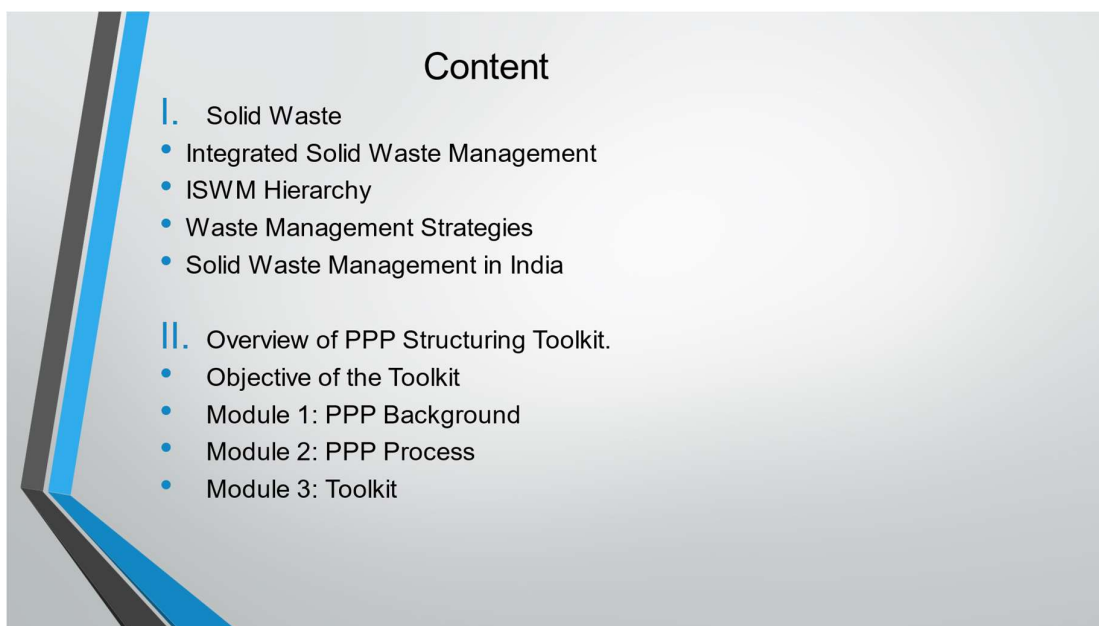 Content
I. Solid Waste
• Integrated Solid Waste Management
• ISWM Hierarchy
• Waste Management Strategies
• Solid Waste Management in India
II. Overview of PPP Structuring Toolkit.
• Objective of the Toolkit
• Module 1: PPP Background
• Module 2: PPP Process
• Module 3: Toolkit